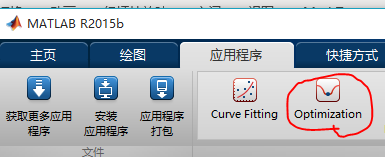 MATLAB R2015b
主页 绘图 应用程序 快捷方式
获取更多应用
程序
安装
应用程序
应用程序
打包
Curve Fitting
Optimization
文件